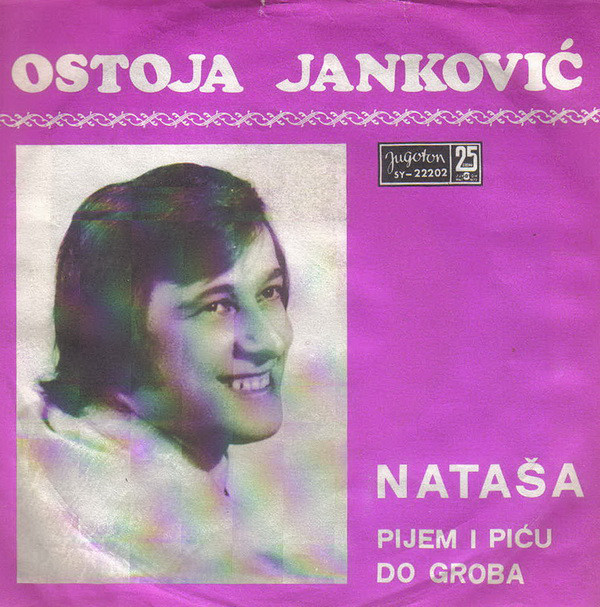 OSTOJA JANKOVIĆ
Jugoton
SY-22202
25
NATAŠA
PIJEM I PIĆU
DO GROBA